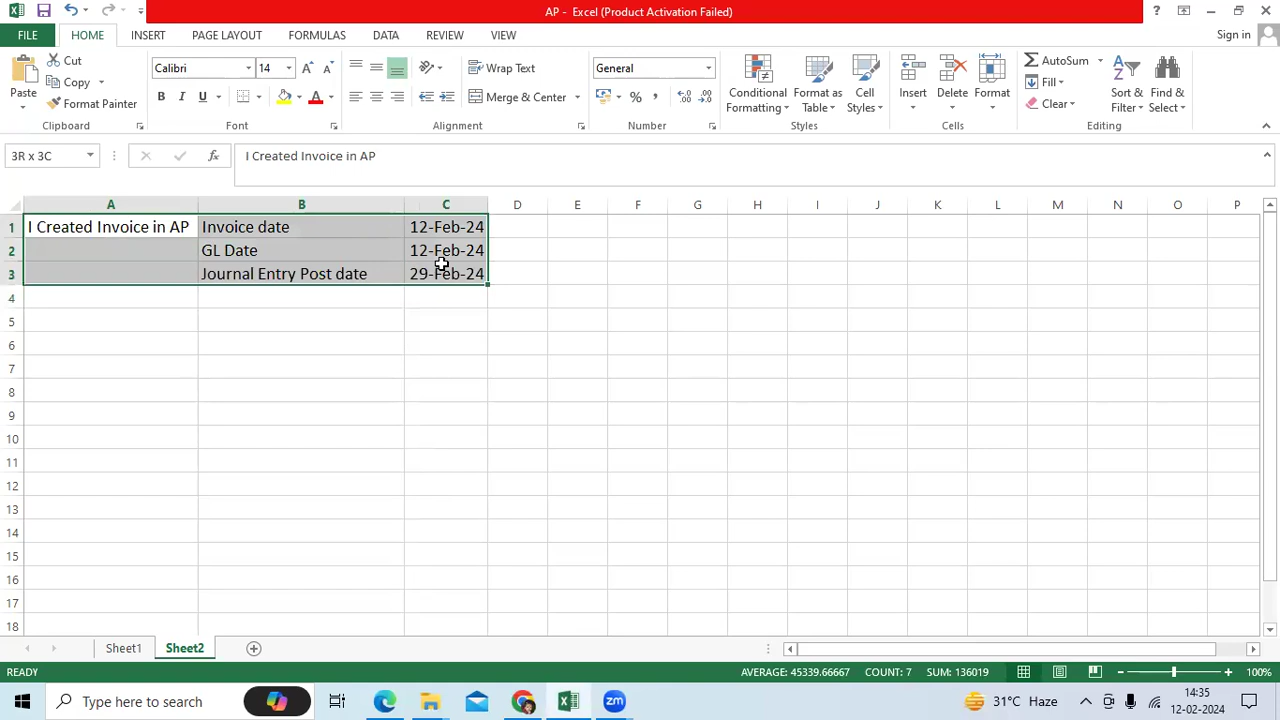 AP - Excel (Product Activation Failed)
FILE HOME INSERT PAGE LAYOUT FORMULAS DATA REVIEW VIEW Sign in
Paste Cut Copy Format Painter Clipboard
Calibri 14 B I U A Font
Wrap Text Merge & Center Alignment
General % , Number
Conditional Formatting Format as Table Cell Styles Styles
Insert Delete Format Cells
AutoSum Fill Clear Sort & Filter Find & Select Editing
3R x 3C fx I Created Invoice in AP
A B C D E F G H I J K L M N O P
1 I Created Invoice in AP Invoice date 12-Feb-24
2 GL Date 12-Feb-24
3 Journal Entry Post date 29-Feb-24
4
5
6
7
8
9
10
11
12
13
14
15
16
17
18
Sheet1 Sheet2
READY AVERAGE: 45339.66667 COUNT: 7 SUM: 136019 100%
Type here to search zm 31°C Haze 14:35
12-02-2024